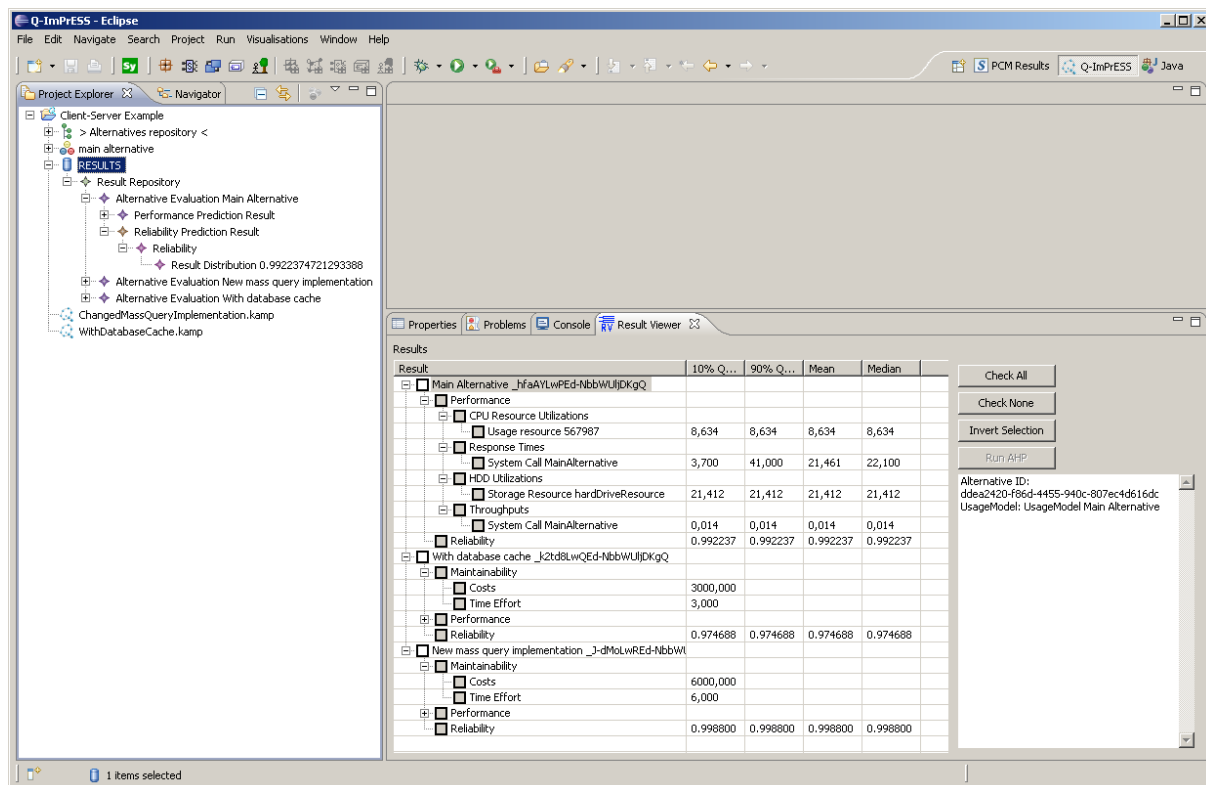 Q-ImPrESS - Eclipse
File Edit Navigate Search Project Run Visualisations Window Help
Sy
S PCM Results Q-ImPrESS Java
Project Explorer Navigator
Client-Server Example
> Alternatives repository <
main alternative
RESULTS
Result Repository
Alternative Evaluation Main Alternative
Performance Prediction Result
Reliability Prediction Result
Reliability
Result Distribution 0.9922374721293388
Alternative Evaluation New mass query implementation
Alternative Evaluation With database cache
ChangedMassQueryImplementation.kamp
WithDatabaseCache.kamp
Properties Problems Console RV Result Viewer
Results
Result 10% Q... 90% Q... Mean Median
Main Alternative _hfaAYLwPEd-NbbWUljDKgQ
Performance
CPU Resource Utilizations
Usage resource 567987 8,634 8,634 8,634 8,634
Response Times
System Call MainAlternative 3,700 41,000 21,461 22,100
HDD Utilizations
Storage Resource hardDriveResource 21,412 21,412 21,412 21,412
Throughputs
System Call MainAlternative 0,014 0,014 0,014 0,014
Reliability 0.992237 0.992237 0.992237 0.992237
With database cache _k2td8LwQEd-NbbWUljDKgQ
Maintainability
Costs 3000,000
Time Effort 3,000
Performance
Reliability 0.974688 0.974688 0.974688 0.974688
New mass query implementation _J-dMoLwREd-NbbWU
Maintainability
Costs 6000,000
Time Effort 6,000
Performance
Reliability 0.998800 0.998800 0.998800 0.998800
Check All
Check None
Invert Selection
Run AHP
Alternative ID:
ddea2420-f86d-4455-940c-807ec4d616dc
UsageModel: UsageModel Main Alternative
1 items selected